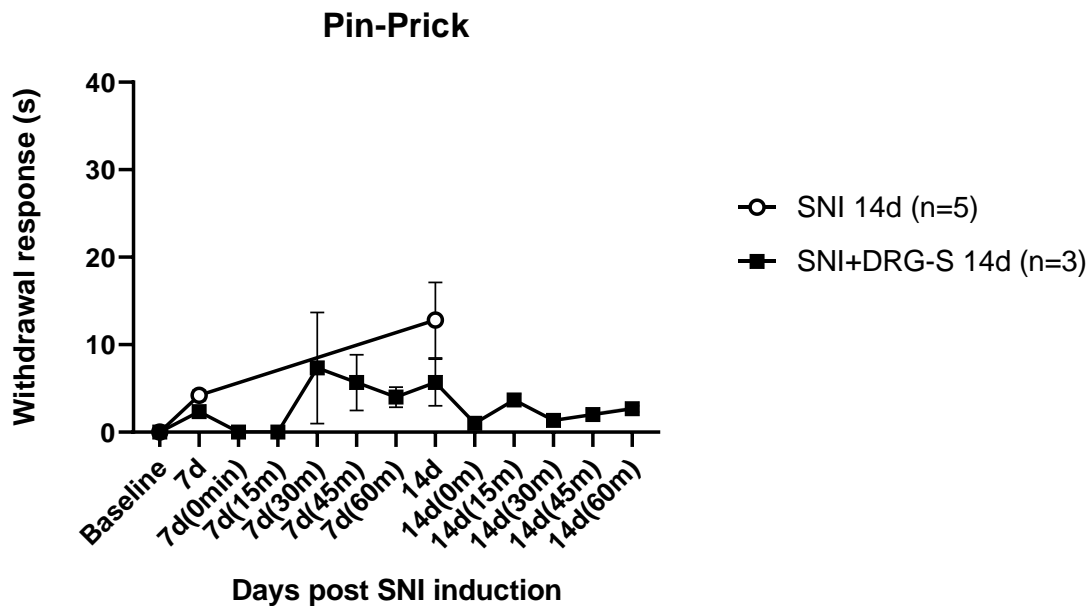 Pin-Prick
Withdrawal response (s)
40
30
20
10
0
Baseline
7d
7d(0min)
7d(15m)
7d(30m)
7d(45m)
7d(60m)
14d
14d(0m)
14d(15m)
14d(30m)
14d(45m)
14d(60m)
Days post SNI induction
SNI 14d (n=5)
SNI+DRG-S 14d (n=3)